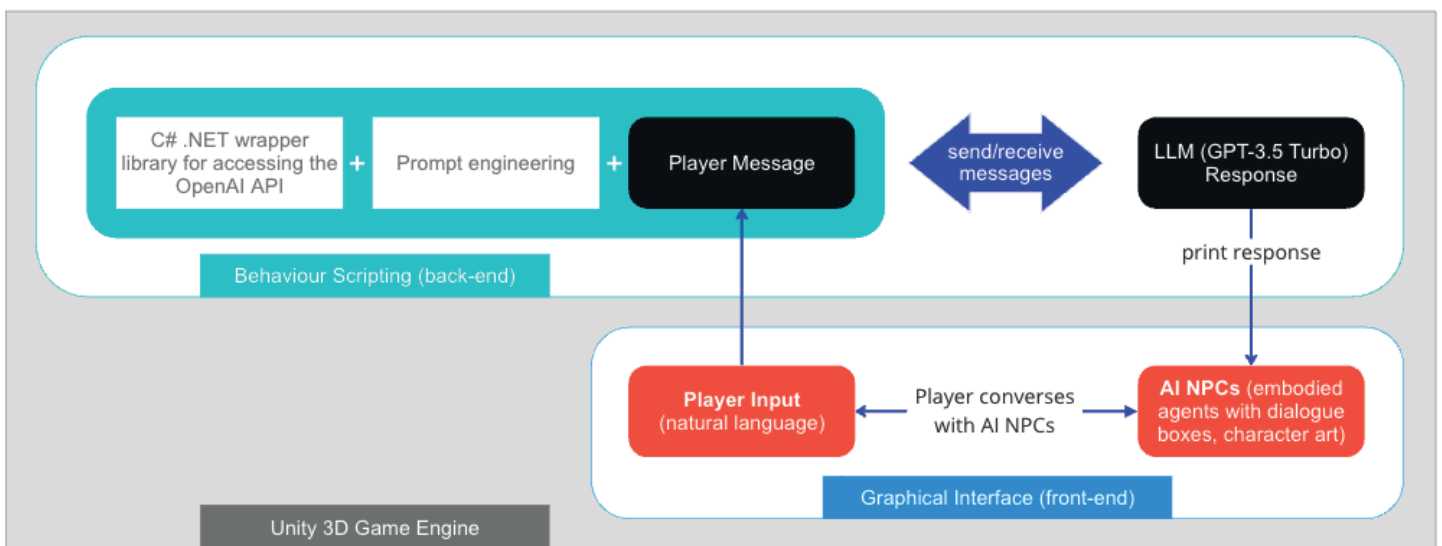 C# .NET wrapper
library for accessing the
OpenAI API
+
Prompt engineering
+
Player Message
send/receive
messages
LLM (GPT-3.5 Turbo)
Response
print response
Behaviour Scripting (back-end)
Player Input
(natural language)
Player converses
with AI NPCs
AI NPCs (embodied
agents with dialogue
boxes, character art)
Graphical Interface (front-end)
Unity 3D Game Engine